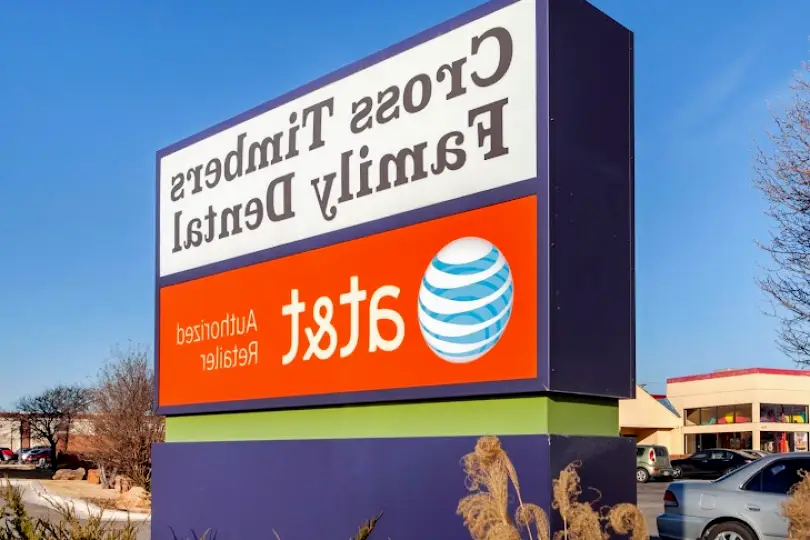 Cross Timbers
Family Dental
at&t
Authorized
Retailer